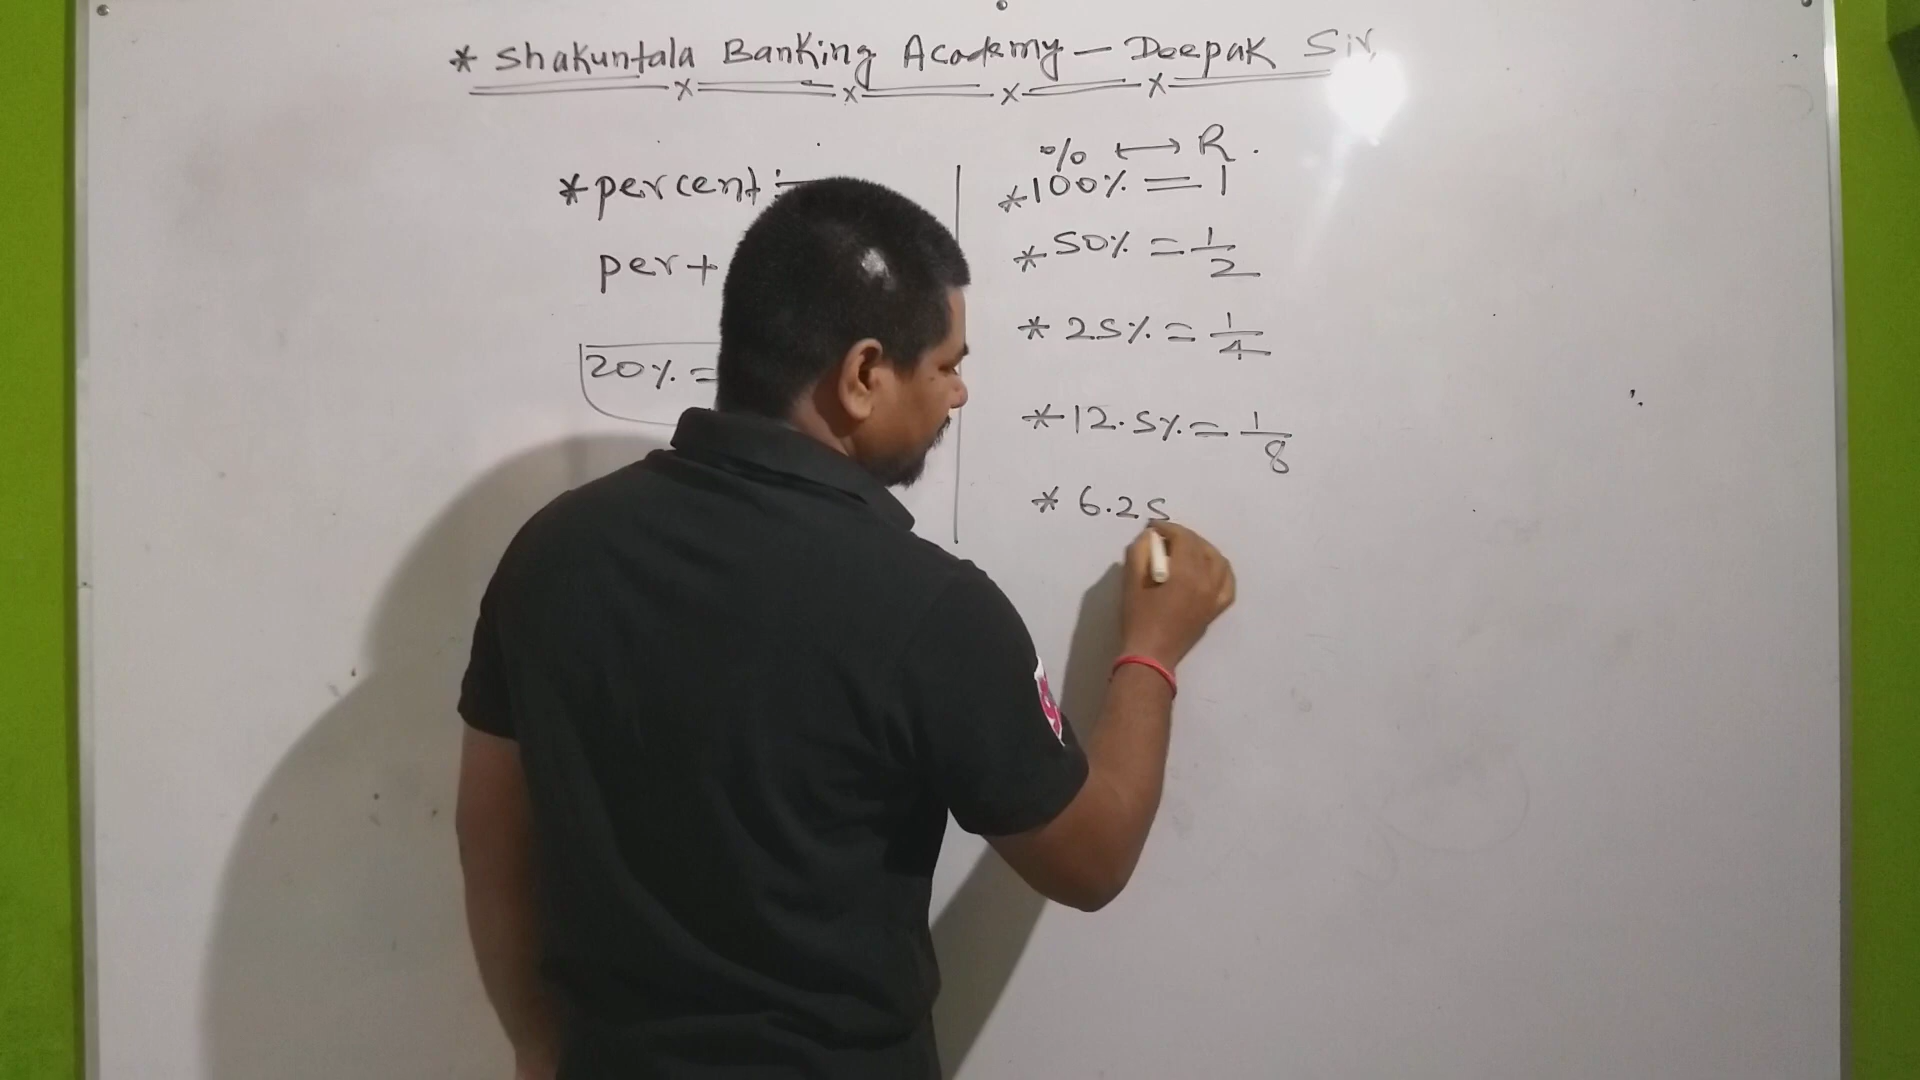 * Shakuntala Banking Academy – Deepak Sir.
* percent :-
per +
20% =
% ↔ R.
* 100% = 1
* 50% = 1/2
* 25% = 1/4
* 12.5% = 1/8
* 6.25